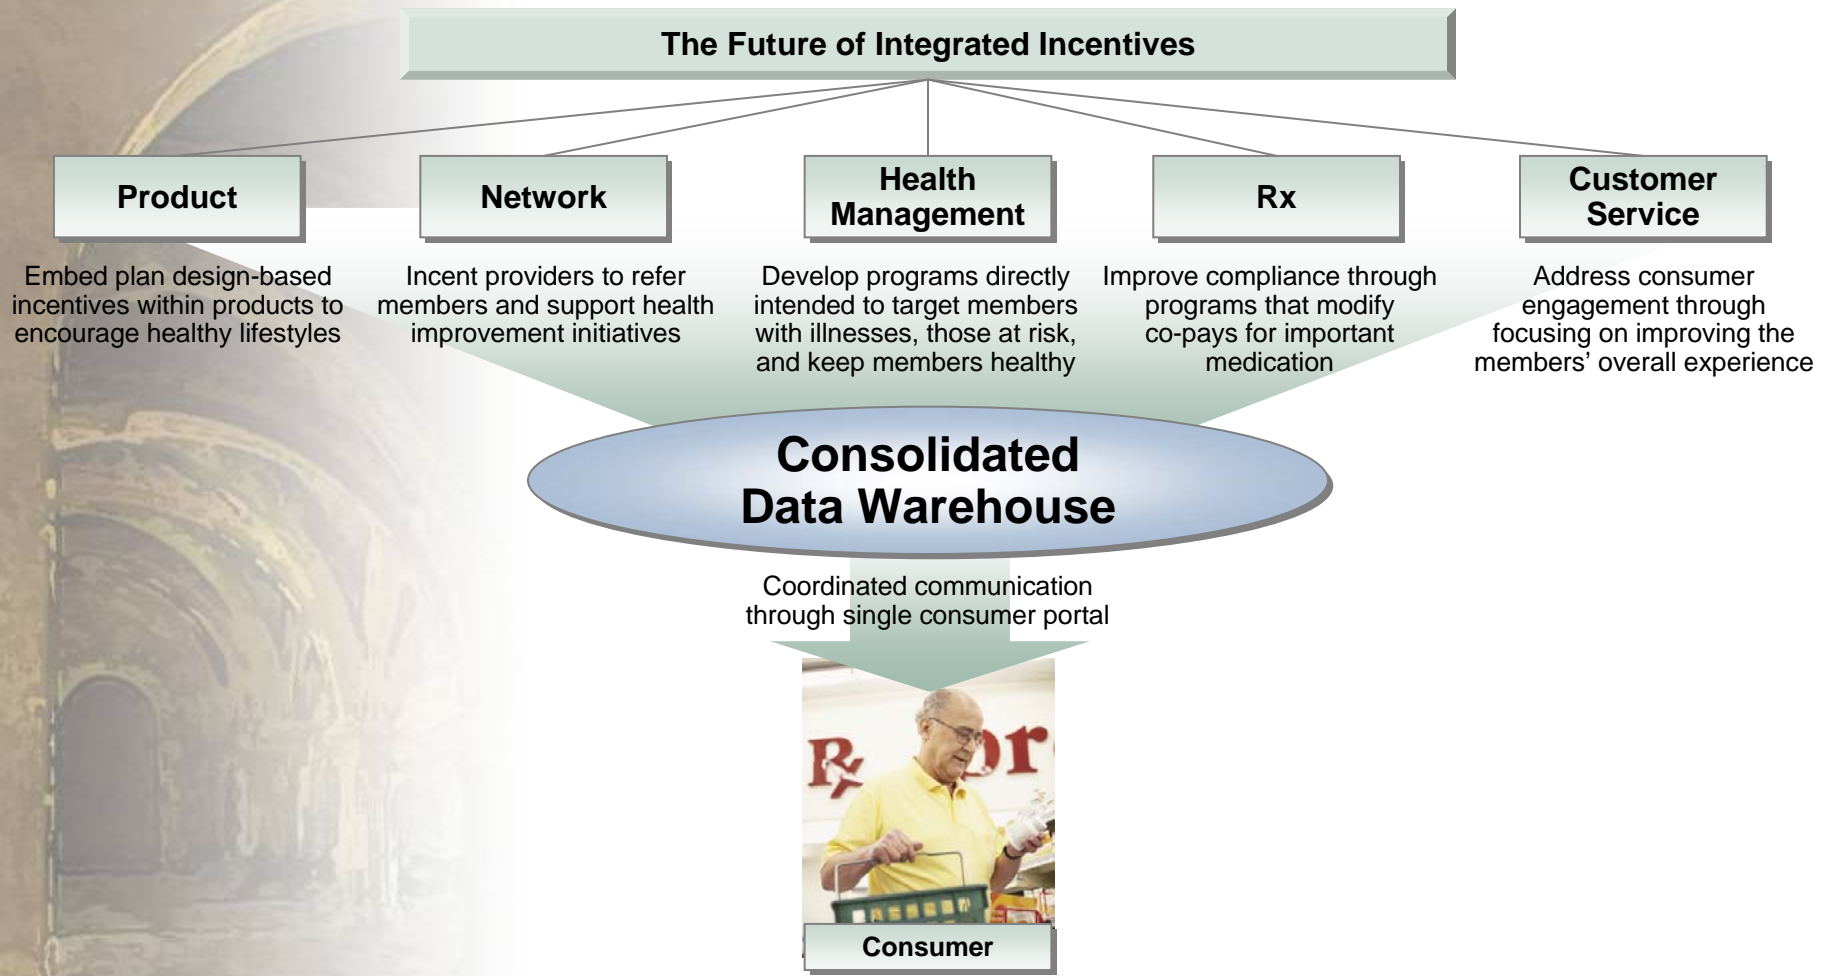 The Future of Integrated Incentives
Product
Network
Health
Management
Rx
Customer
Service
Embed plan design-based
incentives within products to
encourage healthy lifestyles
Incent providers to refer
members and support health
improvement initiatives
Develop programs directly
intended to target members
with illnesses, those at risk,
and keep members healthy
Improve compliance through
programs that modify
co-pays for important
medication
Address consumer
engagement through
focusing on improving the
members’ overall experience
Consolidated
Data Warehouse
Coordinated communication
through single consumer portal
℞
Consumer